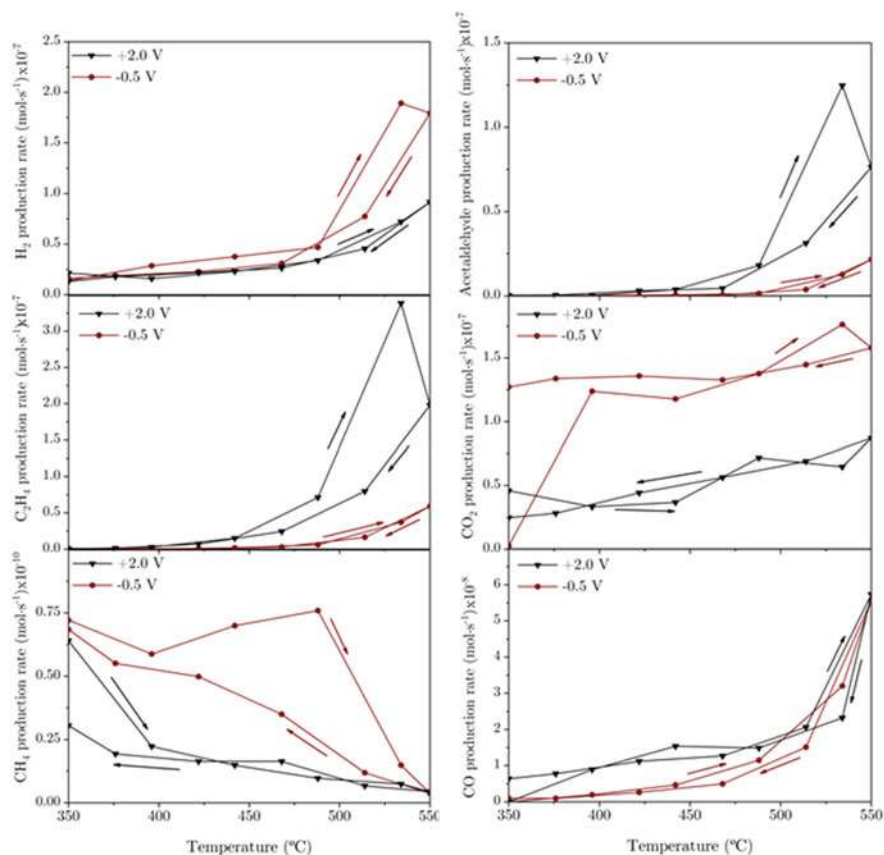 H₂ production rate (mol·s⁻¹)x10⁻⁷
2.5
2.0
1.5
1.0
0.5
0.0
+2.0 V
-0.5 V
Acetaldehyde production rate (mol·s⁻¹)x10⁻⁷
1.5
1.0
0.5
0.0
+2.0 V
-0.5 V
C₂H₄ production rate (mol·s⁻¹)x10⁻⁷
3.0
2.0
1.0
0.5
0.0
+2.0 V
-0.5 V
CO₂ production rate (mol·s⁻¹)x10⁻⁷
1.5
1.0
0.5
0.0
+2.0 V
-0.5 V
CH₄ production rate (mol·s⁻¹)x10⁻¹⁰
0.75
0.50
0.25
0.00
+2.0 V
-0.5 V
350 400 450 500 550
Temperature (ºC)
CO production rate (mol·s⁻¹)x10⁻⁸
6
5
4
3
2
1
0
+2.0 V
-0.5 V
350 400 450 500 550
Temperature (ºC)